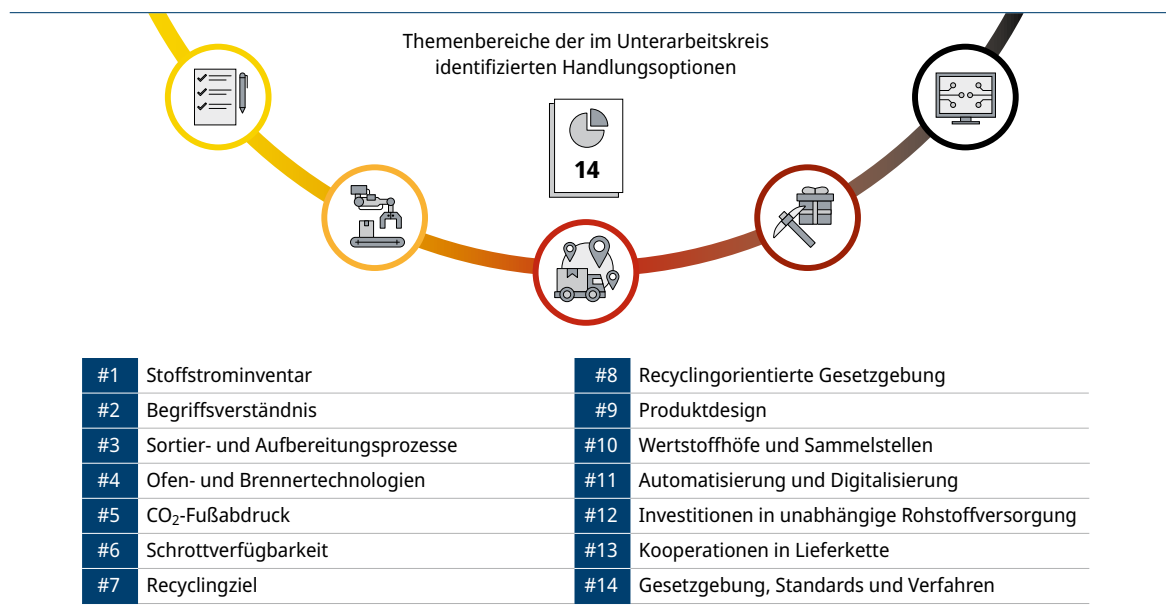 Themenbereiche der im Unterarbeitskreis
identifizierten Handlungsoptionen
14
#1 Stoffstrominventar
#2 Begriffsverständnis
#3 Sortier- und Aufbereitungsprozesse
#4 Ofen- und Brennertechnologien
#5 CO₂-Fußabdruck
#6 Schrottverfügbarkeit
#7 Recyclingziel
#8 Recyclingorientierte Gesetzgebung
#9 Produktdesign
#10 Wertstoffhöfe und Sammelstellen
#11 Automatisierung und Digitalisierung
#12 Investitionen in unabhängige Rohstoffversorgung
#13 Kooperationen in Lieferkette
#14 Gesetzgebung, Standards und Verfahren